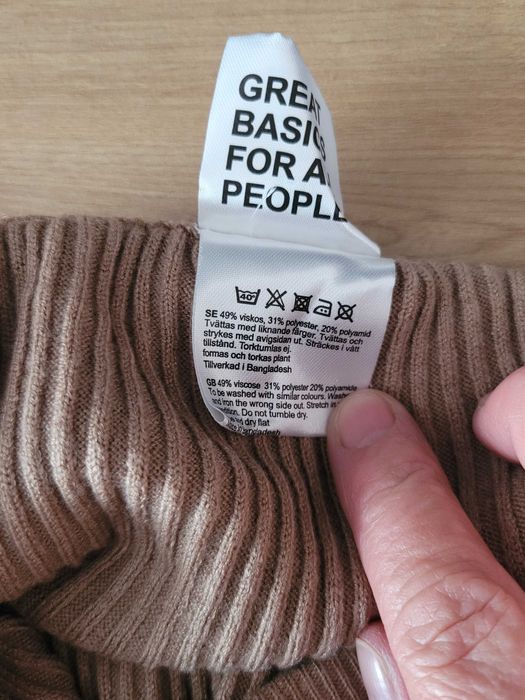 GREAT
BASICS
FOR
PEOPLE
40°
SE 49% viskos, 31% polyester, 20% polyamid
Tvättas med liknande färger. Tvättas och
strykes med avigsidan ut. Sträckes i vått
tillstånd. Torktumlas ej.
formas och torkas plant
Tillverkad i Bangladesh
GB 49% viscose 31% polyester 20% polyamide
To be washed with similar colours.
and iron the wrong side out. Stretch in
Do not tumble dry.
dry flat